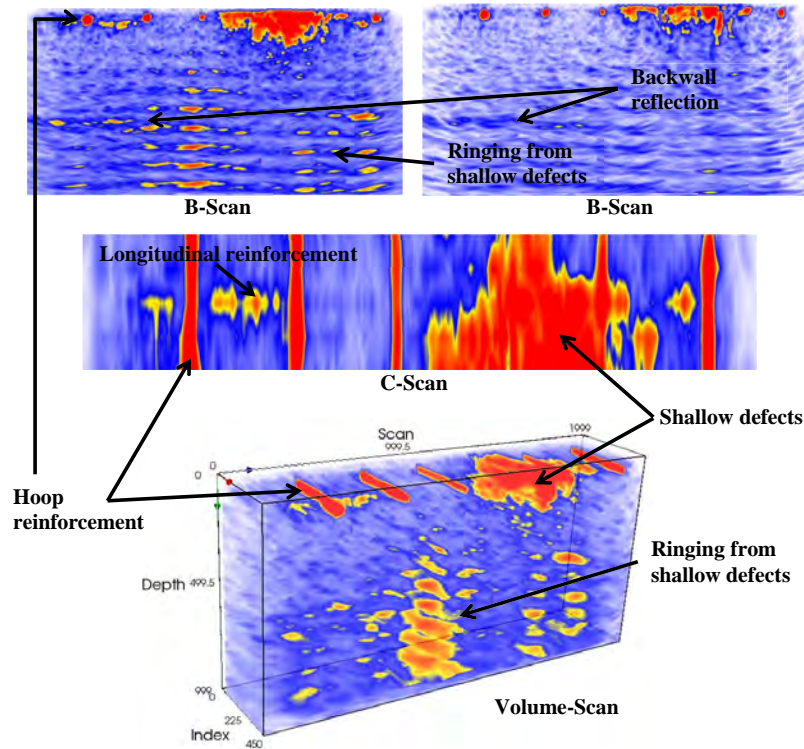 Backwall
reflection
Ringing from
shallow defects
B-Scan
B-Scan
Longitudinal reinforcement
C-Scan
Shallow defects
Scan
999.5
1999
0
0
Hoop
reinforcement
Depth
499.5
Ringing from
shallow defects
999
0
225
Index
450
Volume-Scan